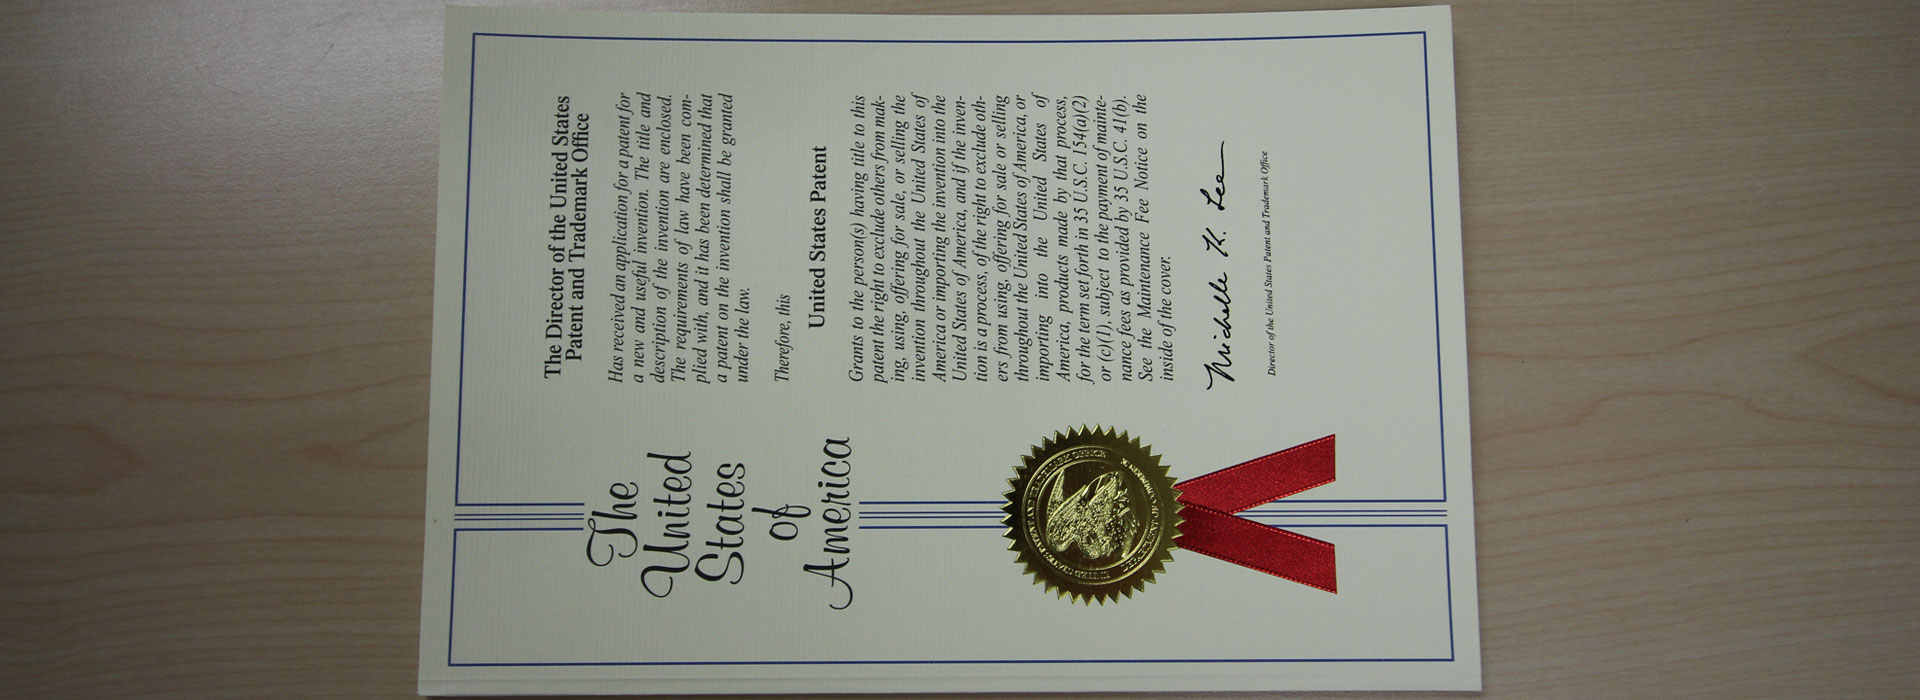 The
United
States
of
America
The Director of the United States
Patent and Trademark Office
Has received an application for a patent for
a new and useful invention. The title and
description of the invention are enclosed.
The requirements of law have been com-
plied with, and it has been determined that
a patent on the invention shall be granted
under the law.
Therefore, this
United States Patent
Grants to the person(s) having title to this
patent the right to exclude others from mak-
ing, using, offering for sale, or selling the
invention throughout the United States of
America or importing the invention into the
United States of America, and if the inven-
tion is a process, of the right to exclude oth-
ers from using, offering for sale or selling
throughout the United States of America, or
importing into the United States of
America, products made by that process,
for the term set forth in 35 U.S.C. 154(a)(2)
or (c)(1), subject to the payment of mainte-
nance fees as provided by 35 U.S.C. 41(b).
See the Maintenance Fee Notice on the
inside of the cover.
Michelle K. Lee
Director of the United States Patent and Trademark Office